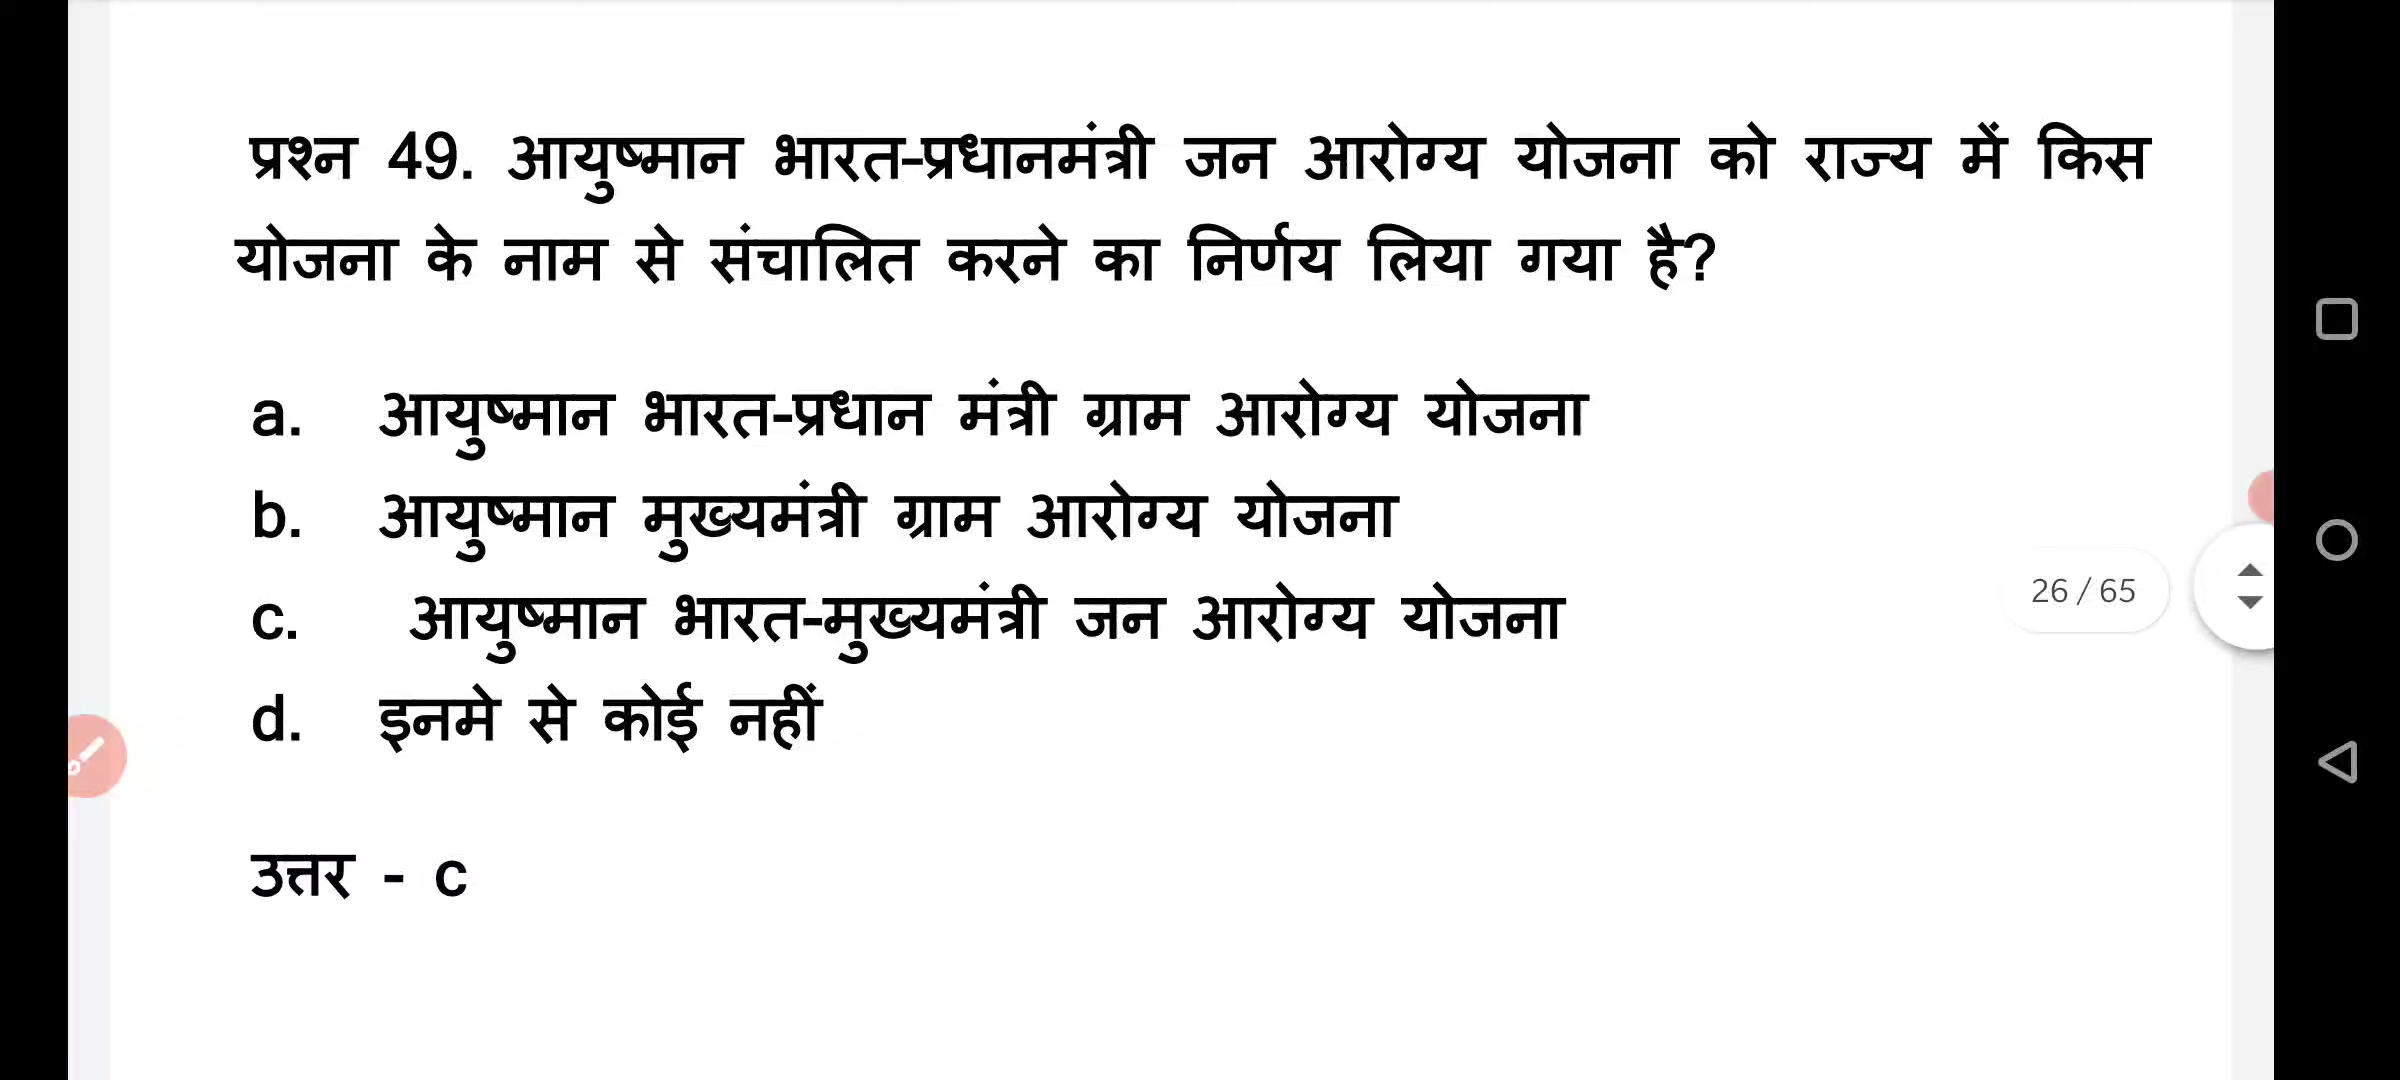 प्रश्न 49. आयुष्मान भारत-प्रधानमंत्री जन आरोग्य योजना को राज्य में किस
योजना के नाम से संचालित करने का निर्णय लिया गया है?
a. आयुष्मान भारत-प्रधान मंत्री ग्राम आरोग्य योजना
b. आयुष्मान मुख्यमंत्री ग्राम आरोग्य योजना
c. आयुष्मान भारत-मुख्यमंत्री जन आरोग्य योजना
26 / 65
d. इनमे से कोई नहीं
उत्तर - c